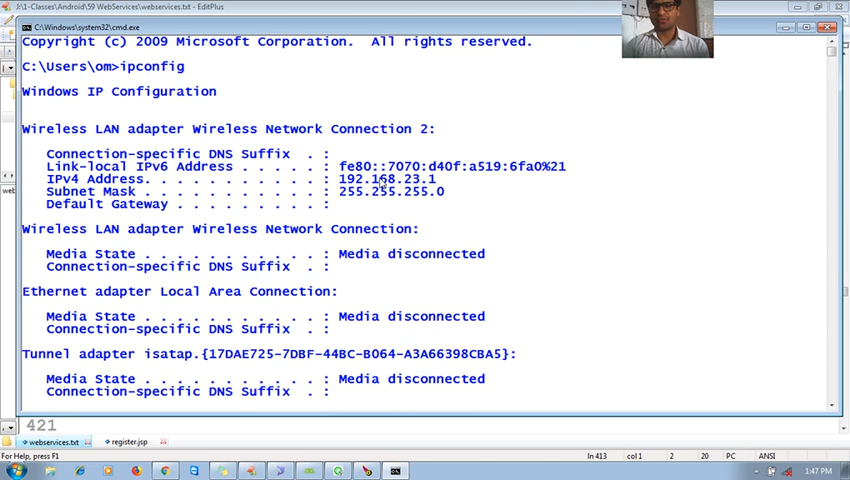 J:\1-Classes\Android\59 WebServices\webservices.txt - EditPlus
C:\Windows\system32\cmd.exe
Copyright (c) 2009 Microsoft Corporation.  All rights reserved.
C:\Users\om>ipconfig
Windows IP Configuration
Wireless LAN adapter Wireless Network Connection 2:
Connection-specific DNS Suffix  . :
Link-local IPv6 Address . . . . . : fe80::7070:d40f:a519:6fa0%21
IPv4 Address. . . . . . . . . . . : 192.168.23.1
Subnet Mask . . . . . . . . . . . : 255.255.255.0
Default Gateway . . . . . . . . . :
Wireless LAN adapter Wireless Network Connection:
Media State . . . . . . . . . . . : Media disconnected
Connection-specific DNS Suffix  . :
Ethernet adapter Local Area Connection:
Media State . . . . . . . . . . . : Media disconnected
Connection-specific DNS Suffix  . :
Tunnel adapter isatap.{17DAE725-7DBF-44BC-B064-A3A66398CBA5}:
Media State . . . . . . . . . . . : Media disconnected
Connection-specific DNS Suffix  . :
421
webservices.txt register.jsp
For Help, press F1 ln 413 col 1 2 20 PC ANSI
1:47 PM